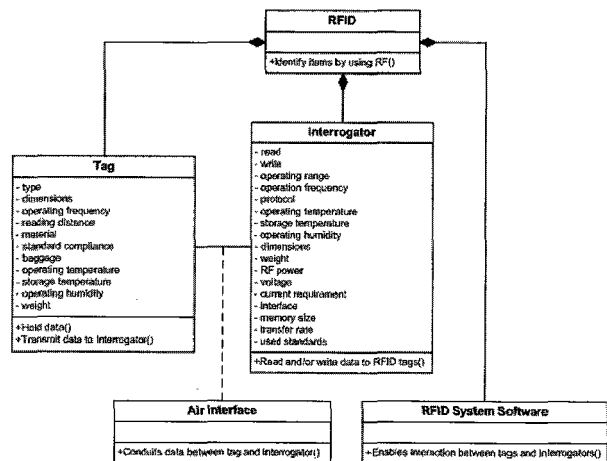 RFID
+Identify items by using RF()
Interrogator
- read
- write
- operating range
- operation frequency
- protocol
- operating temperature
- storage temperature
- operating humidity
- dimensions
- weight
- RF power
- voltage
- current requirement
- interface
- memory size
- transfer rate
- used standards
+Read and/or write data to RFID tags()
Tag
- type
- dimensions
- operating frequency
- reading distance
- material
- standard compliance
- baggage
- operating temperature
- storage temperature
- operating humidity
- weight
+Hold data()
+Transmit data to Interrogator()
Air Interface
+Conduits data between tag and interrogator()
RFID System Software
+Enables interaction between tags and interrogators()